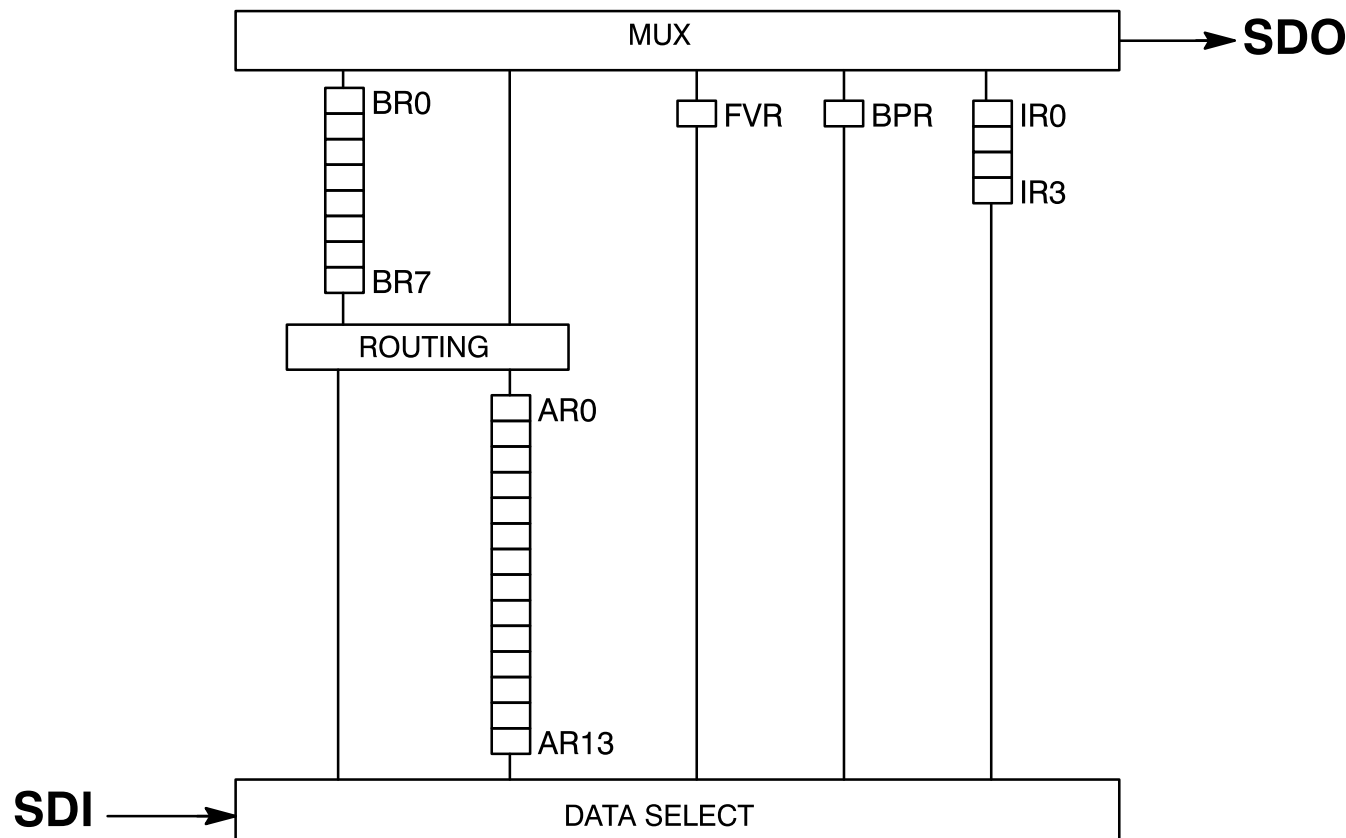 MUX
SDO
BR0
FVR
BPR
IR0
IR3
BR7
ROUTING
AR0
AR13
SDI
DATA SELECT